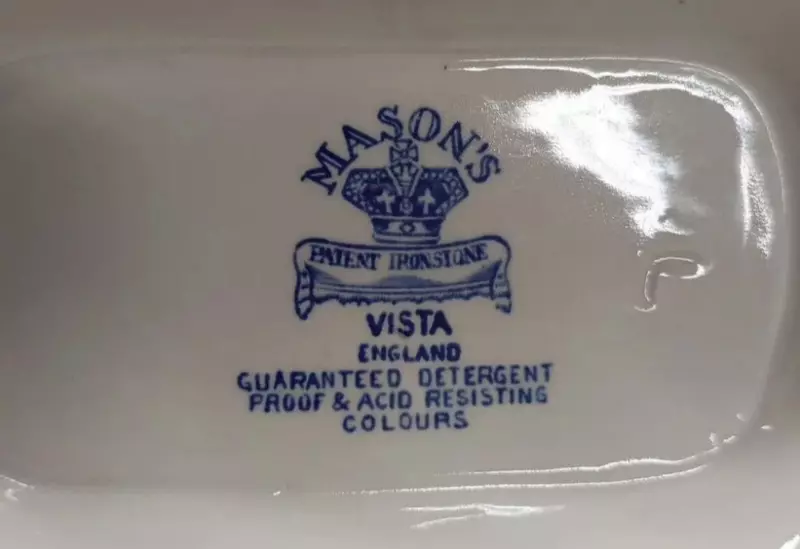 MASON'S
PATENT IRONSTONE
VISTA
ENGLAND
GUARANTEED DETERGENT
PROOF & ACID RESISTING
COLOURS